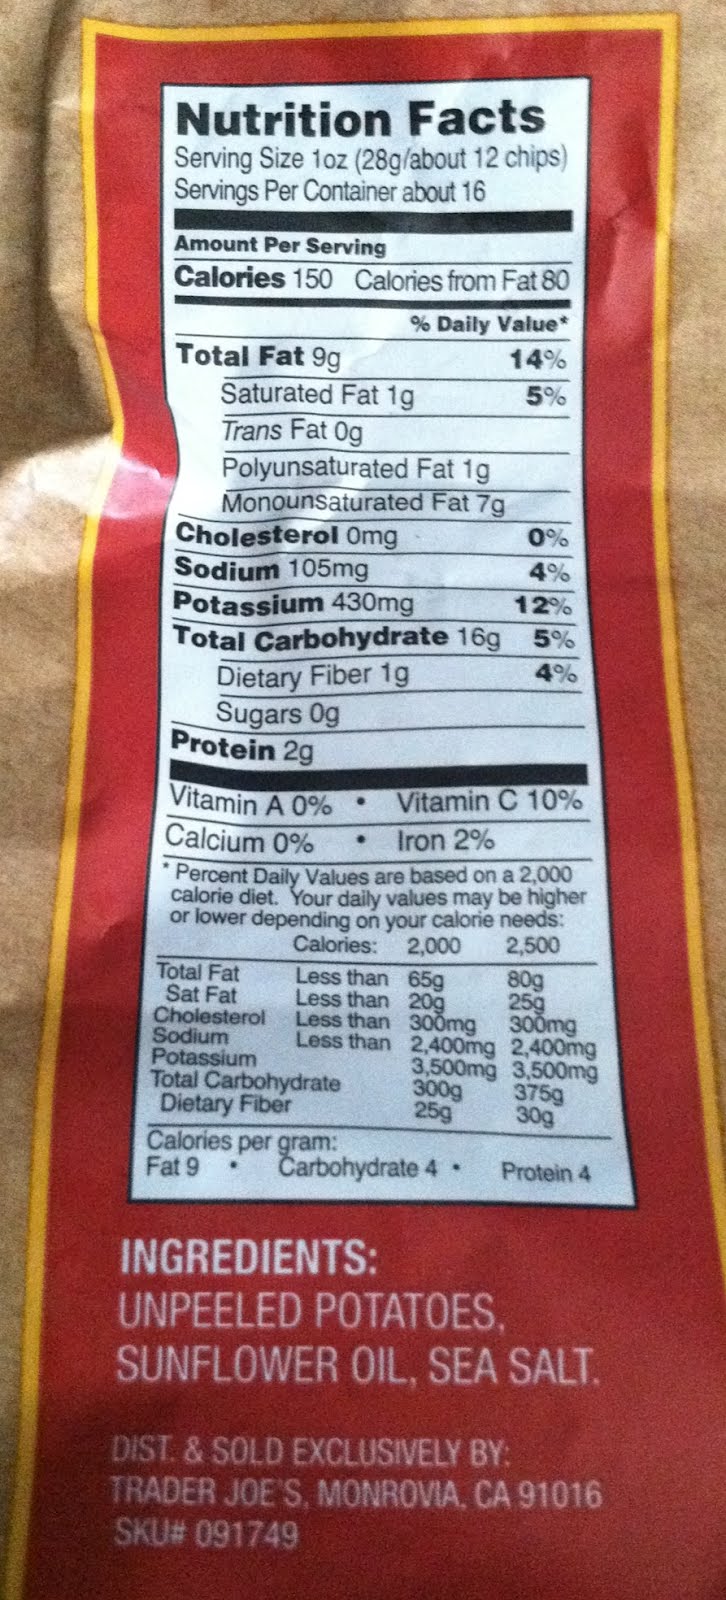 Nutrition Facts
Serving Size 1oz (28g/about 12 chips)
Servings Per Container about 16
Amount Per Serving
Calories 150 Calories from Fat 80
% Daily Value*
Total Fat 9g 14%
Saturated Fat 1g 5%
Trans Fat 0g
Polyunsaturated Fat 1g
Monounsaturated Fat 7g
Cholesterol 0mg 0%
Sodium 105mg 4%
Potassium 430mg 12%
Total Carbohydrate 16g 5%
Dietary Fiber 1g 4%
Sugars 0g
Protein 2g
Vitamin A 0% • Vitamin C 10%
Calcium 0% • Iron 2%
* Percent Daily Values are based on a 2,000
calorie diet. Your daily values may be higher
or lower depending on your calorie needs:
Calories: 2,000 2,500
Total Fat Less than 65g 80g
Sat Fat Less than 20g 25g
Cholesterol Less than 300mg 300mg
Sodium Less than 2,400mg 2,400mg
Potassium 3,500mg 3,500mg
Total Carbohydrate 300g 375g
Dietary Fiber 25g 30g
Calories per gram:
Fat 9 • Carbohydrate 4 • Protein 4
INGREDIENTS:
UNPEELED POTATOES,
SUNFLOWER OIL, SEA SALT.
DIST. & SOLD EXCLUSIVELY BY:
TRADER JOE'S, MONROVIA, CA 91016
SKU# 091749